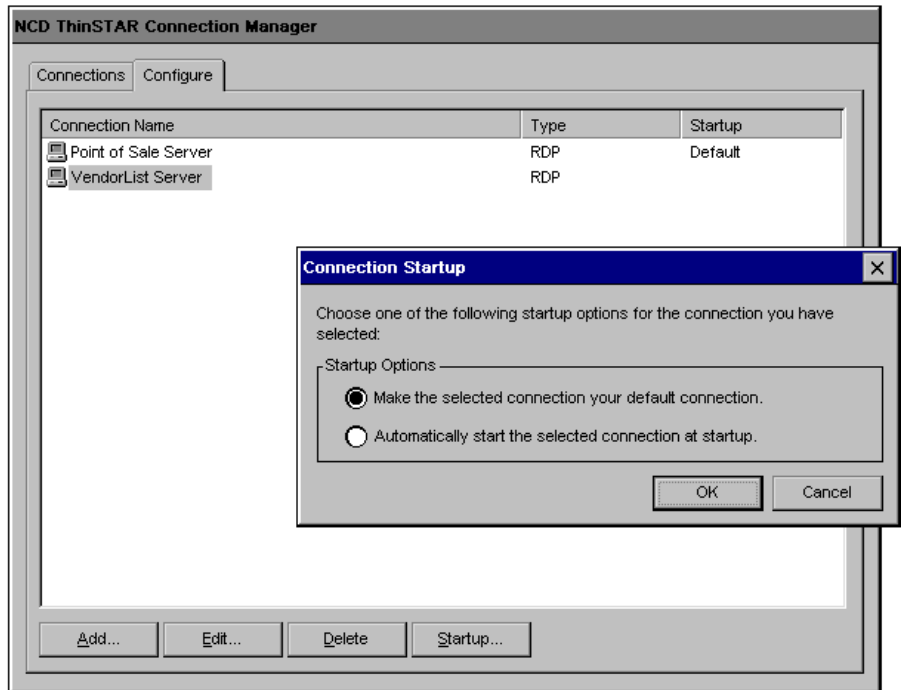 NCD ThinSTAR Connection Manager
Connections Configure
Connection Name Type Startup
Point of Sale Server RDP Default
VendorList Server RDP
Connection Startup
Choose one of the following startup options for the connection you have
selected:
Startup Options
Make the selected connection your default connection.
Automatically start the selected connection at startup.
OK Cancel
Add... Edit... Delete Startup...